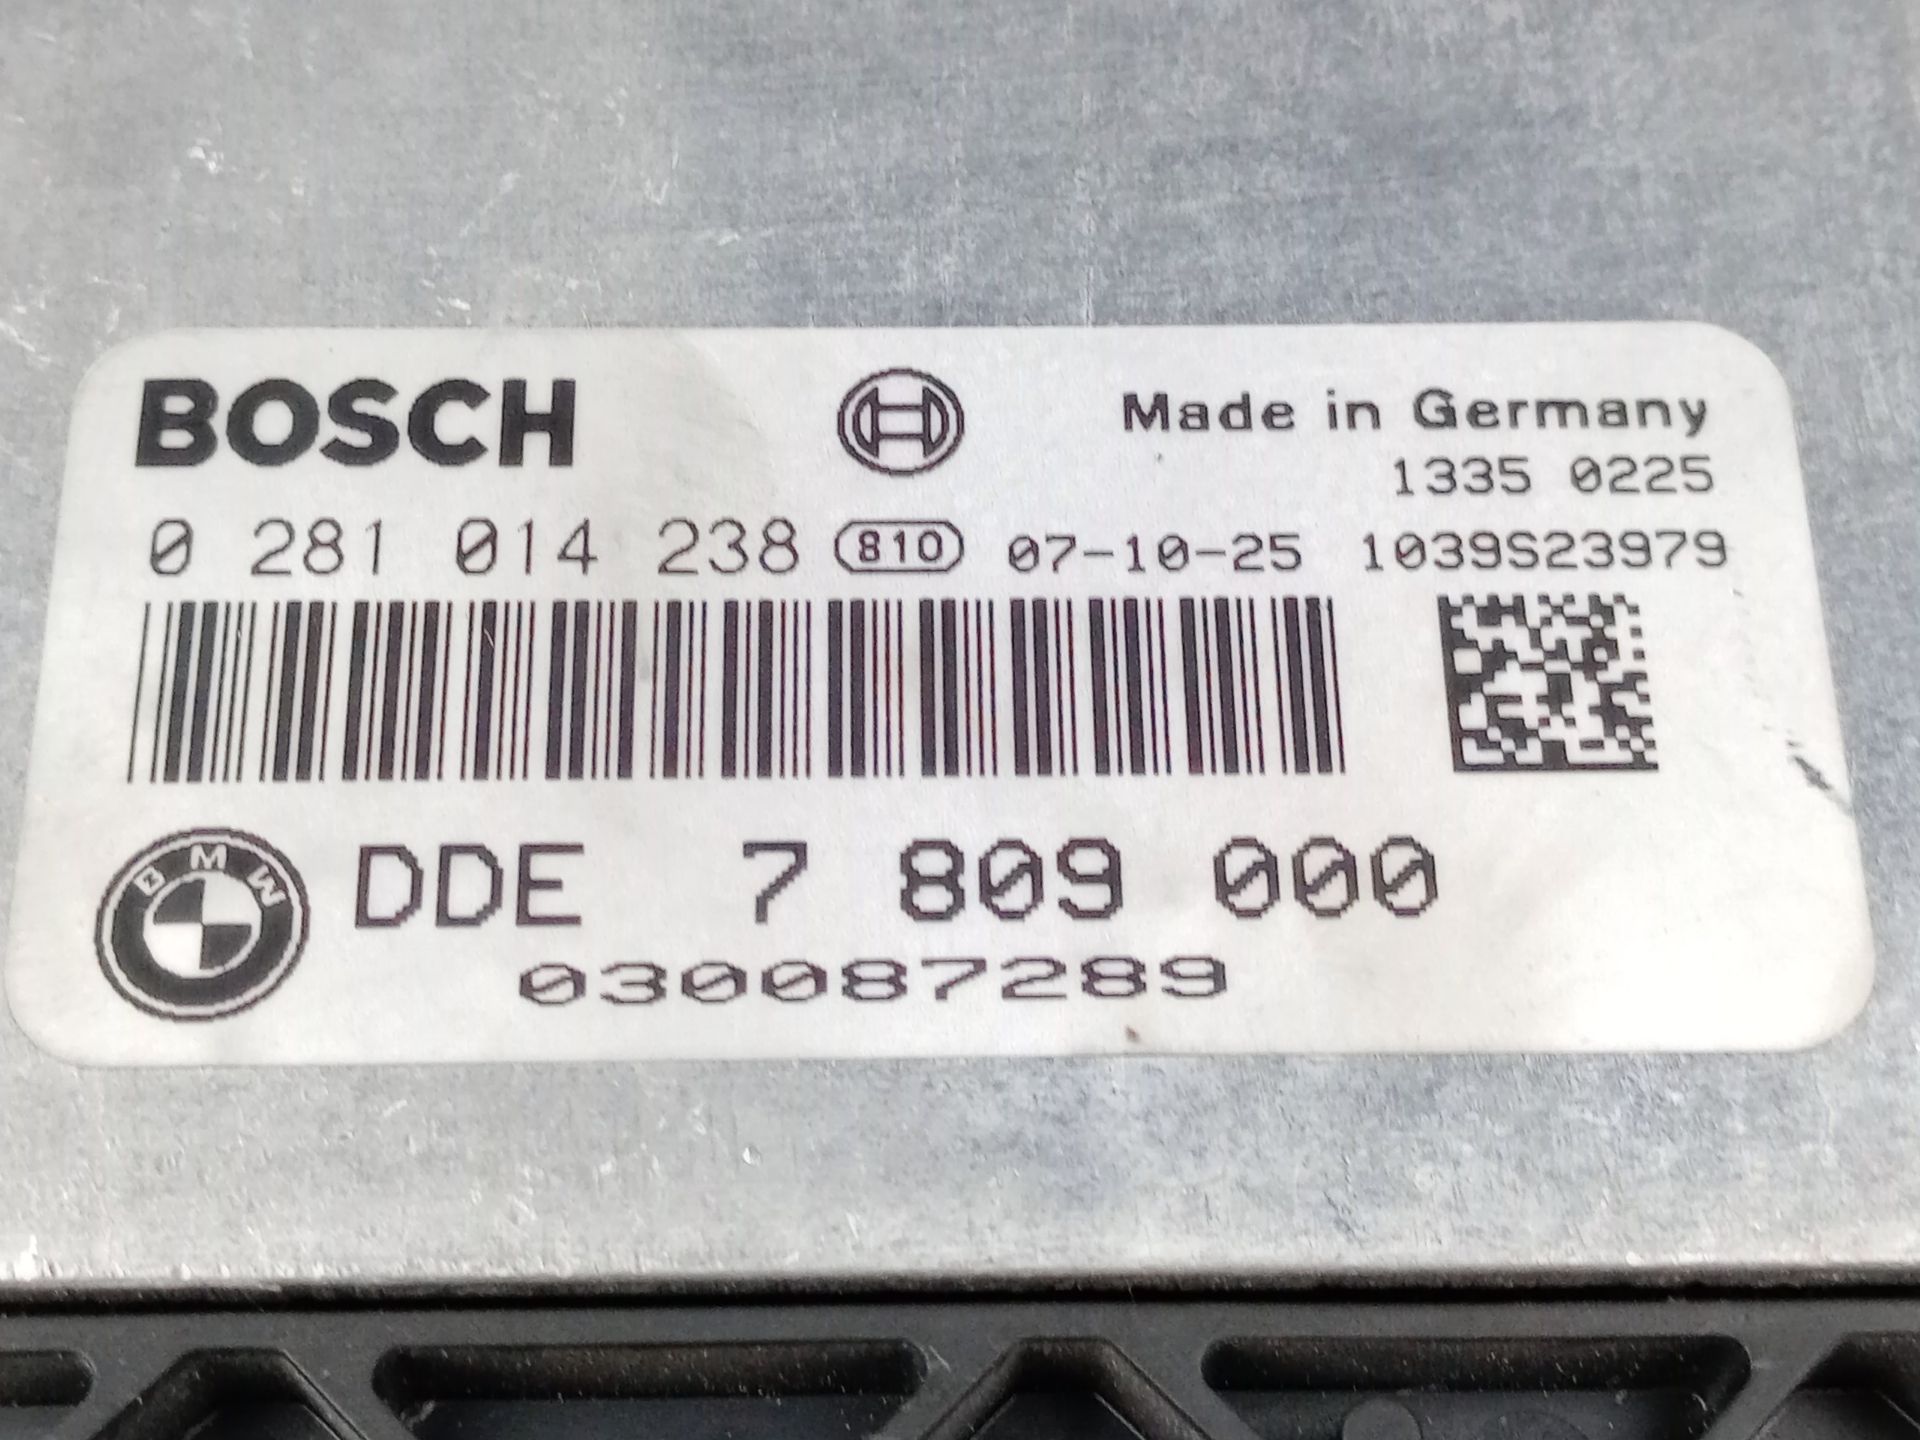 BOSCH
Made in Germany
1335 0225
0 281 014 238 810 07-10-25 1039S23979
BMW
DDE 7 809 000
030087289